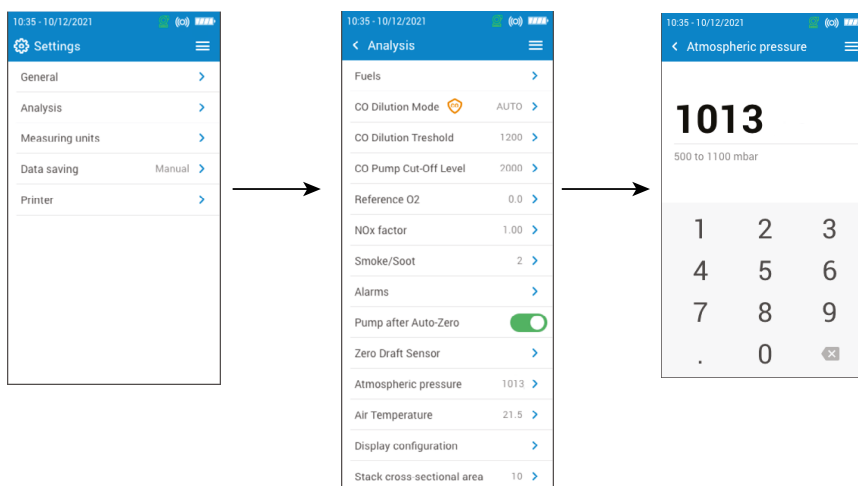 10:35 - 10/12/2021
Settings
General
Analysis
Measuring units
Data saving Manual
Printer
10:35 - 10/12/2021
Analysis
Fuels
CO Dilution Mode AUTO
CO Dilution Treshold 1200
CO Pump Cut-Off Level 2000
Reference O2 0.0
NOx factor 1.00
Smoke/Soot 2
Alarms
Pump after Auto-Zero
Zero Draft Sensor
Atmospheric pressure 1013
Air Temperature 21.5
Display configuration
Stack cross-sectional area 10
10:35 - 10/12/2021
Atmospheric pressure
1013
500 to 1100 mbar
1 2 3
4 5 6
7 8 9
. 0